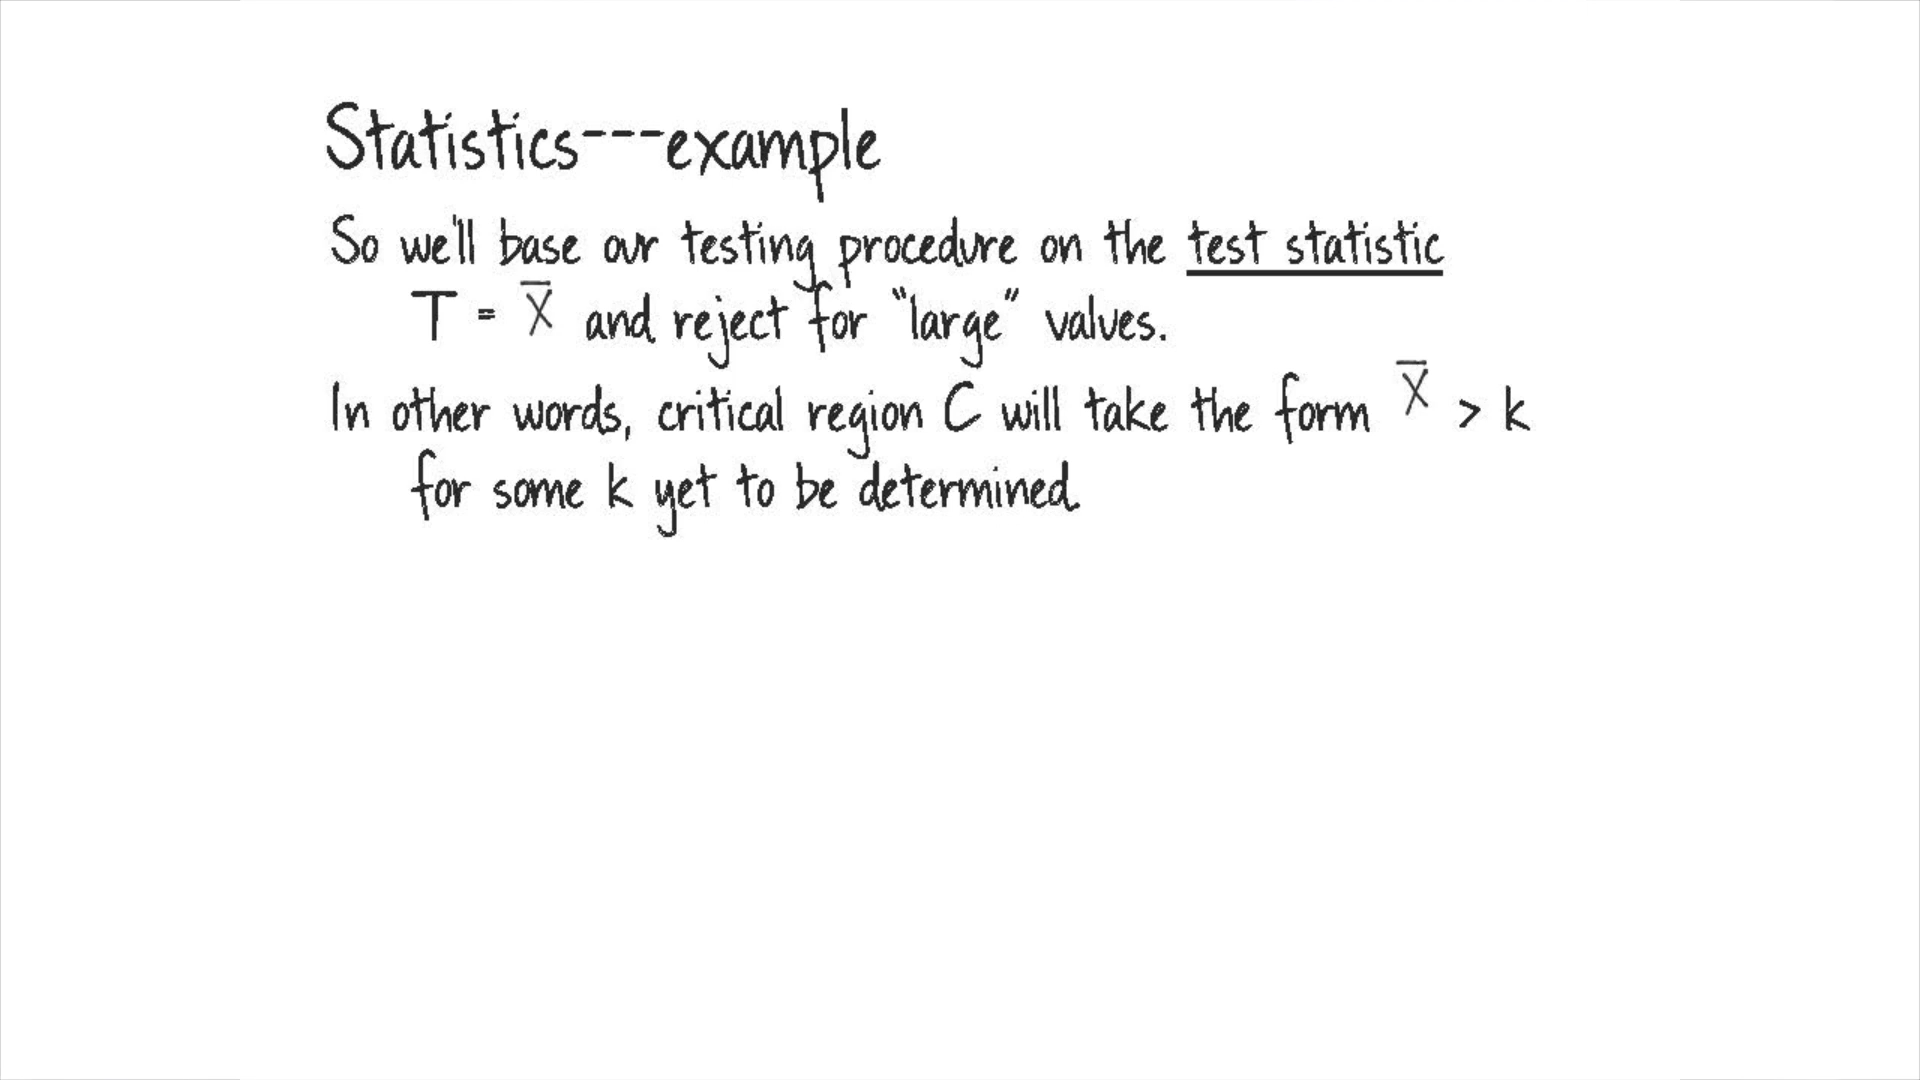 Statistics---example
So we'll base our testing procedure on the test statistic
T = X̅ and reject for “large” values.
In other words, critical region C will take the form X̅ > k
for some k yet to be determined.